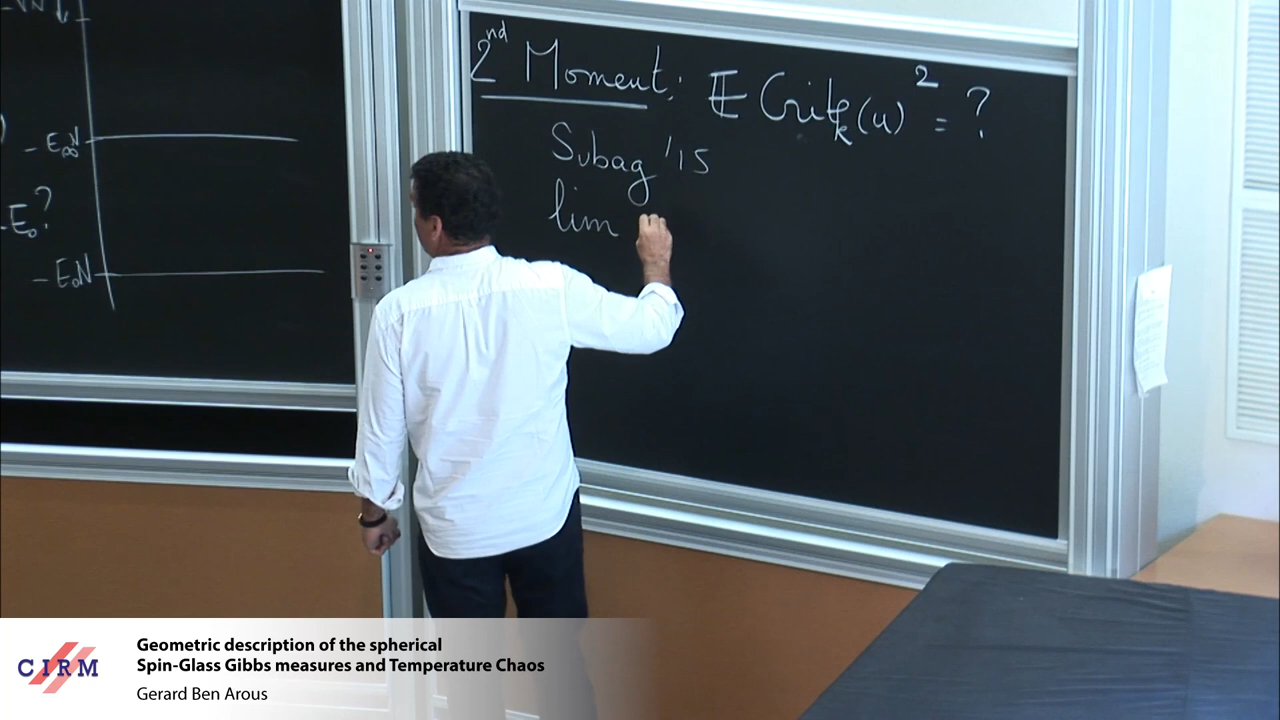 - E∞N
E₀?
- E₀N
2nd Moment: E Crit_k(u)² = ?
Subag '15
lim
CIRM
Geometric description of the spherical
Spin-Glass Gibbs measures and Temperature Chaos
Gerard Ben Arous